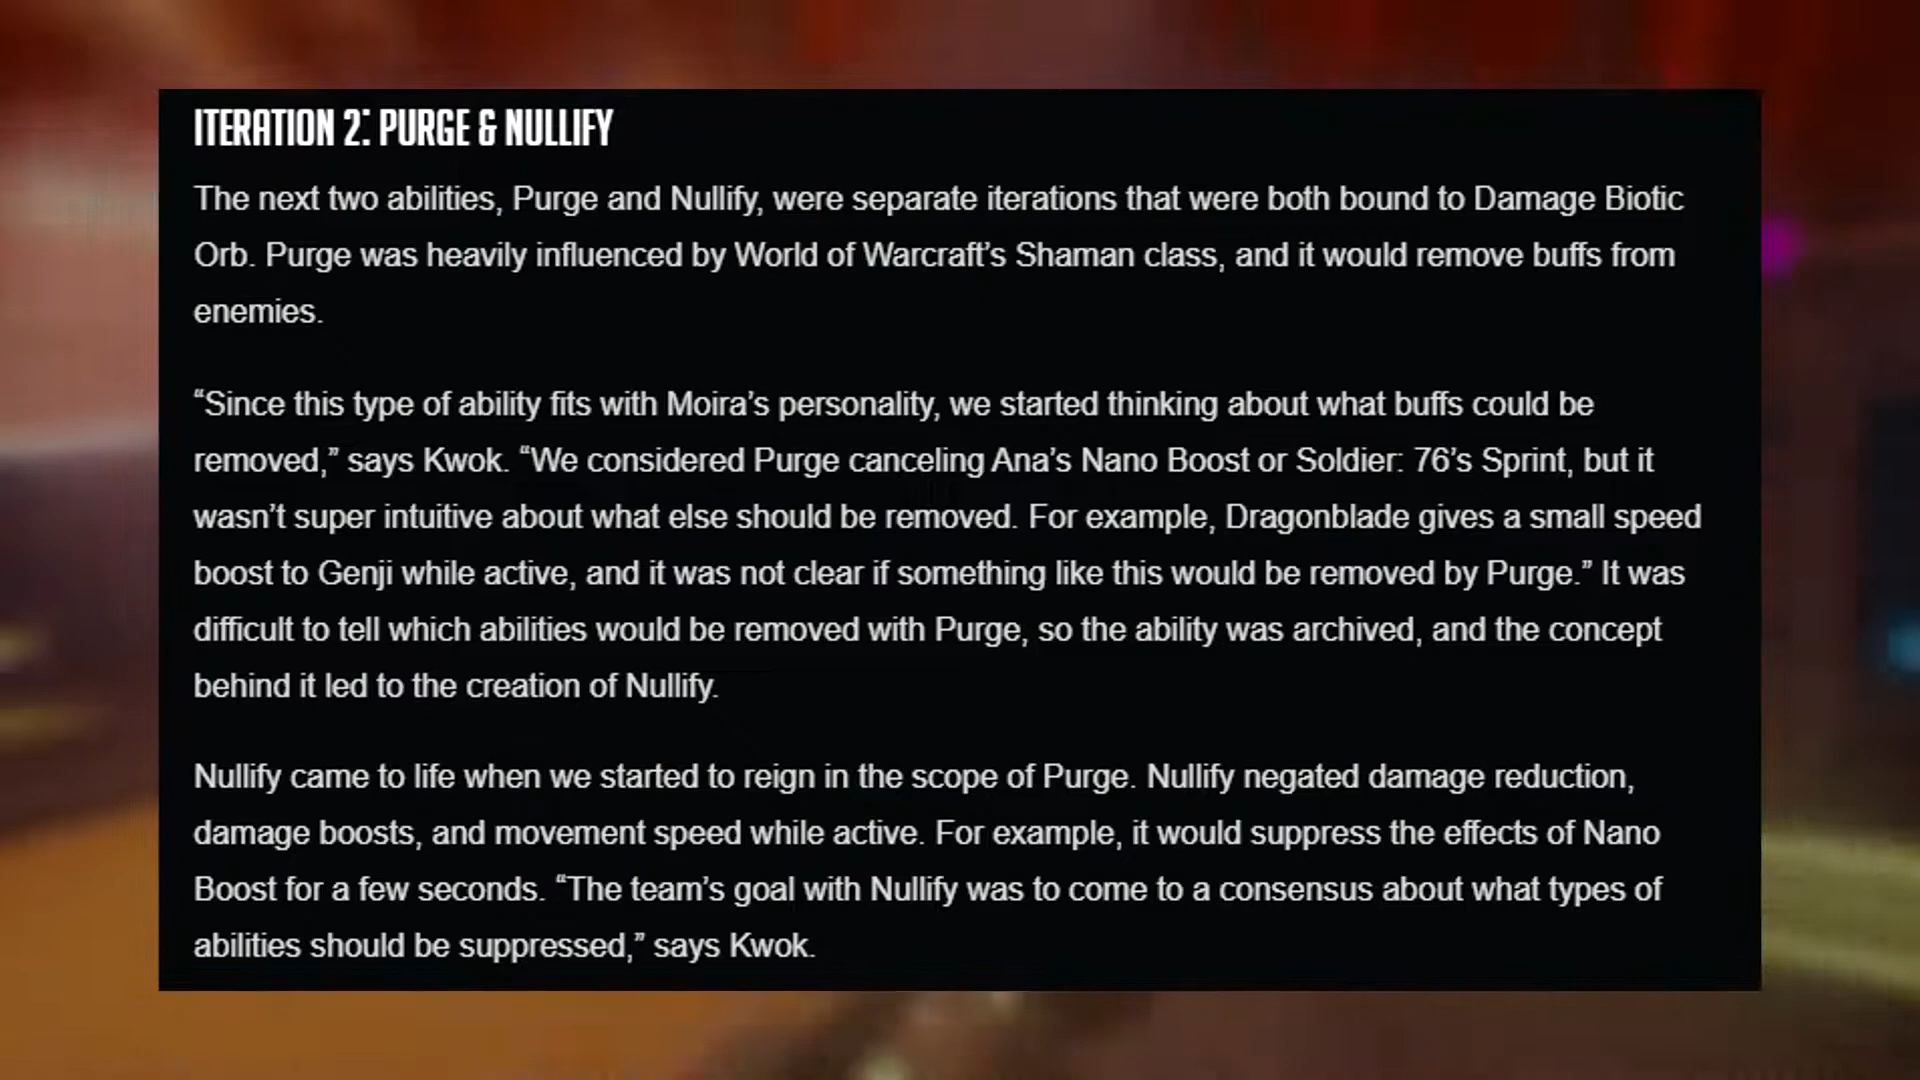 ITERATION 2: PURGE & NULLIFY
The next two abilities, Purge and Nullify, were separate iterations that were both bound to Damage Biotic
Orb. Purge was heavily influenced by World of Warcraft’s Shaman class, and it would remove buffs from
enemies.
“Since this type of ability fits with Moira’s personality, we started thinking about what buffs could be
removed,” says Kwok. “We considered Purge canceling Ana’s Nano Boost or Soldier: 76’s Sprint, but it
wasn’t super intuitive about what else should be removed. For example, Dragonblade gives a small speed
boost to Genji while active, and it was not clear if something like this would be removed by Purge.” It was
difficult to tell which abilities would be removed with Purge, so the ability was archived, and the concept
behind it led to the creation of Nullify.
Nullify came to life when we started to reign in the scope of Purge. Nullify negated damage reduction,
damage boosts, and movement speed while active. For example, it would suppress the effects of Nano
Boost for a few seconds. “The team’s goal with Nullify was to come to a consensus about what types of
abilities should be suppressed,” says Kwok.